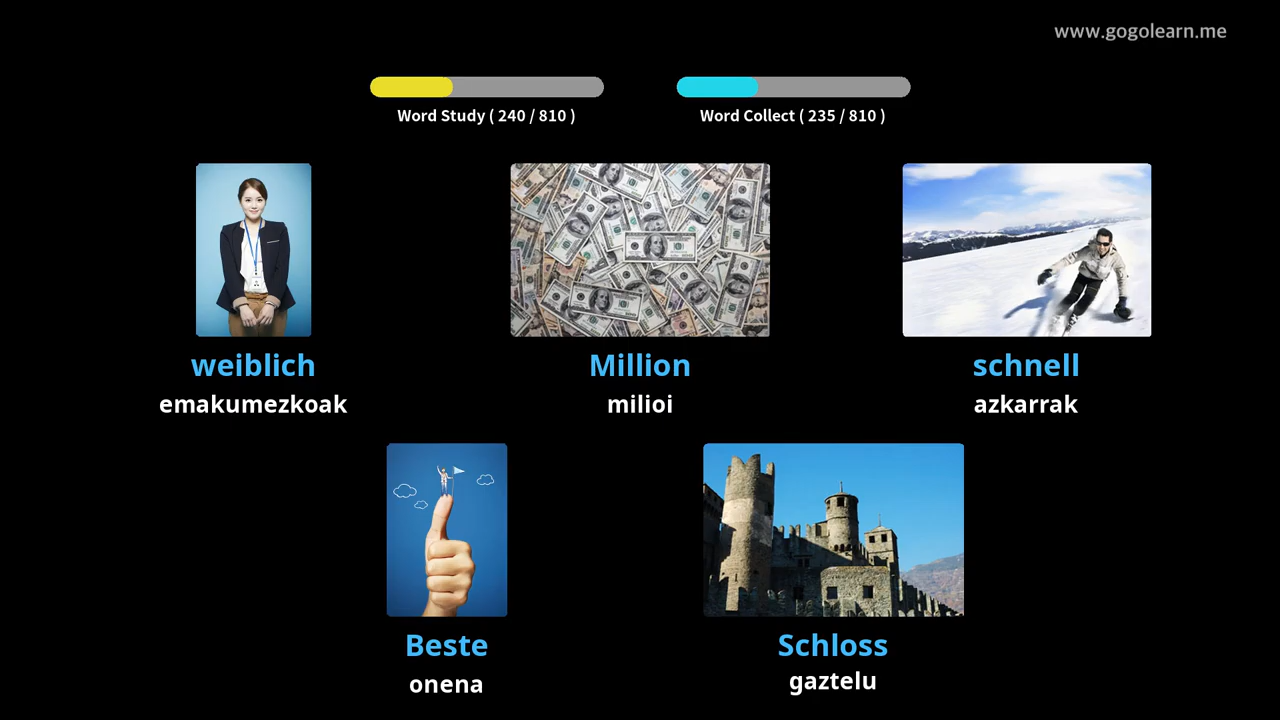 www.gogolearn.me
Word Study ( 240 / 810 )
Word Collect ( 235 / 810 )
weiblich
emakumezkoak
Million
milioi
schnell
azkarrak
Beste
onena
Schloss
gaztelu